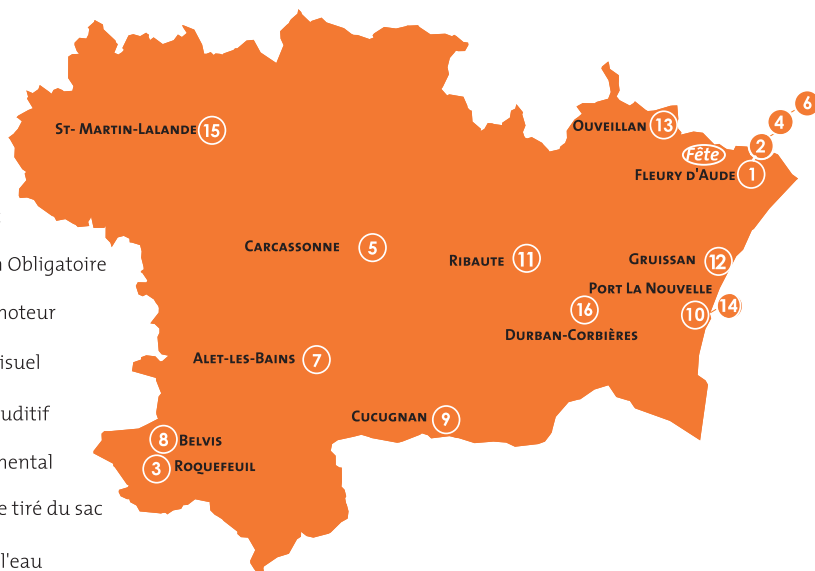 6
4
Ouveillan 13
2
St- Martin-Lalande 15
Fête
Fleury d'Aude 1
Carcassonne 5
Ribaute 11
Gruissan 12
Port La Nouvelle
10 14
16
Durban-Corbières
Alet-les-Bains 7
Cucugnan 9
8 Belvis
3 Roquefeuil
Obligatoire
moteur
isuel
uditif
mental
tiré du sac
l'eau